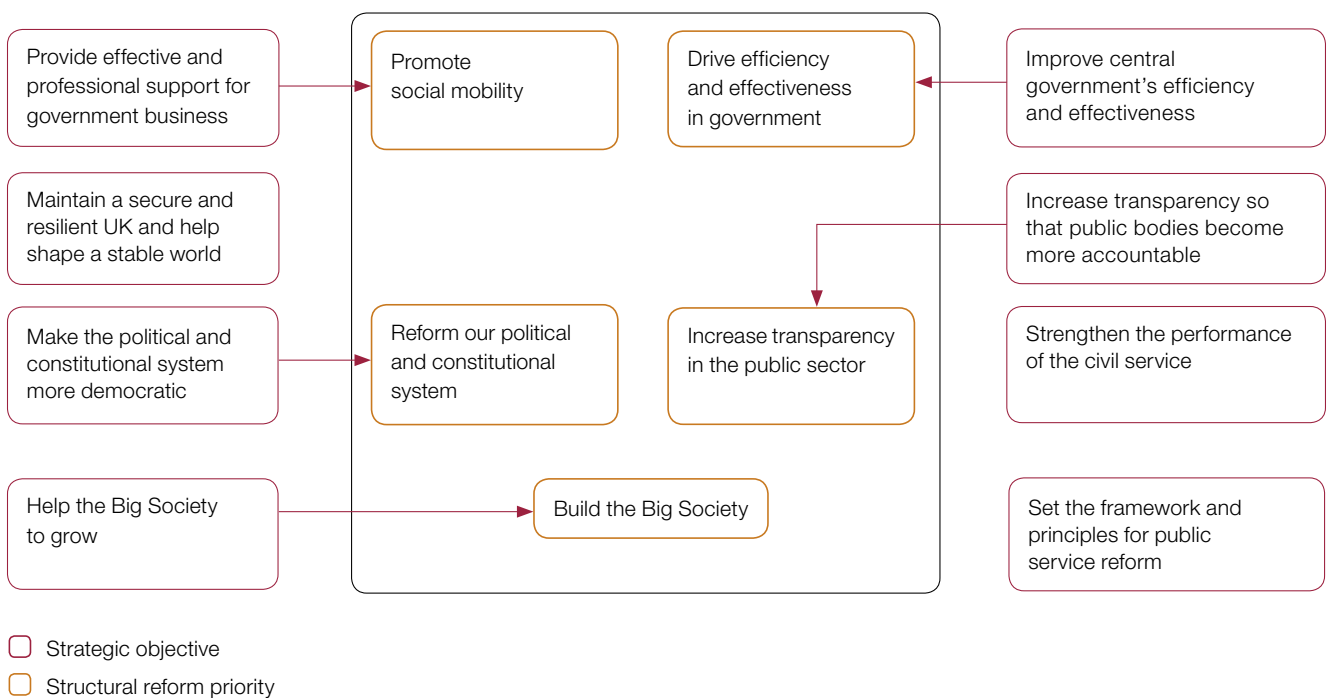 Provide effective and
professional support for
government business
Promote
social mobility
Drive efficiency
and effectiveness
in government
Improve central
government's efficiency
and effectiveness
Maintain a secure and
resilient UK and help
shape a stable world
Increase transparency so
that public bodies become
more accountable
Make the political and
constitutional system
more democratic
Reform our political
and constitutional
system
Increase transparency
in the public sector
Strengthen the performance
of the civil service
Help the Big Society
to grow
Build the Big Society
Set the framework and
principles for public
service reform
Strategic objective
Structural reform priority